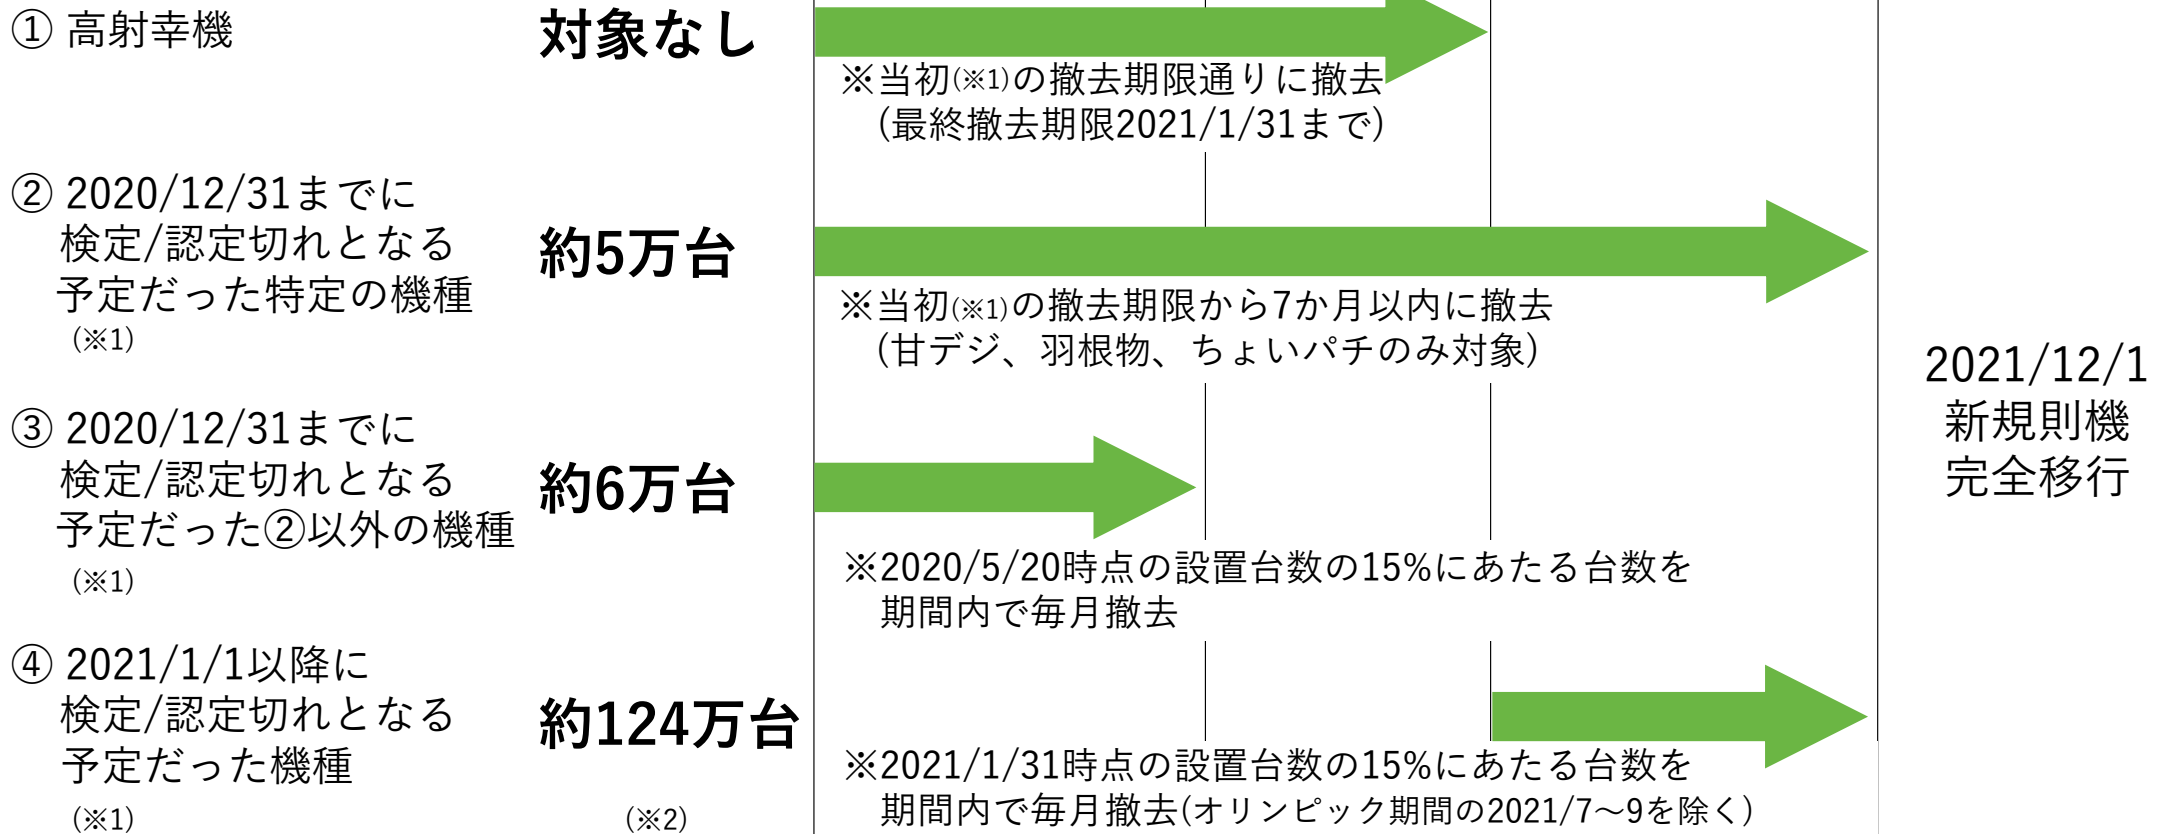 ① 高射幸機
対象なし
※当初(※1)の撤去期限通りに撤去
(最終撤去期限2021/1/31まで)
② 2020/12/31までに
検定/認定切れとなる
予定だった特定の機種
(※1)
約5万台
※当初(※1)の撤去期限から7か月以内に撤去
(甘デジ、羽根物、ちょいパチのみ対象)
③ 2020/12/31までに
検定/認定切れとなる
予定だった②以外の機種
(※1)
約6万台
※2020/5/20時点の設置台数の15%にあたる台数を
期間内で毎月撤去
④ 2021/1/1以降に
検定/認定切れとなる
予定だった機種
(※1)
約124万台
(※2)
※2021/1/31時点の設置台数の15%にあたる台数を
期間内で毎月撤去(オリンピック期間の2021/7～9を除く)
2021/12/1
新規則機
完全移行